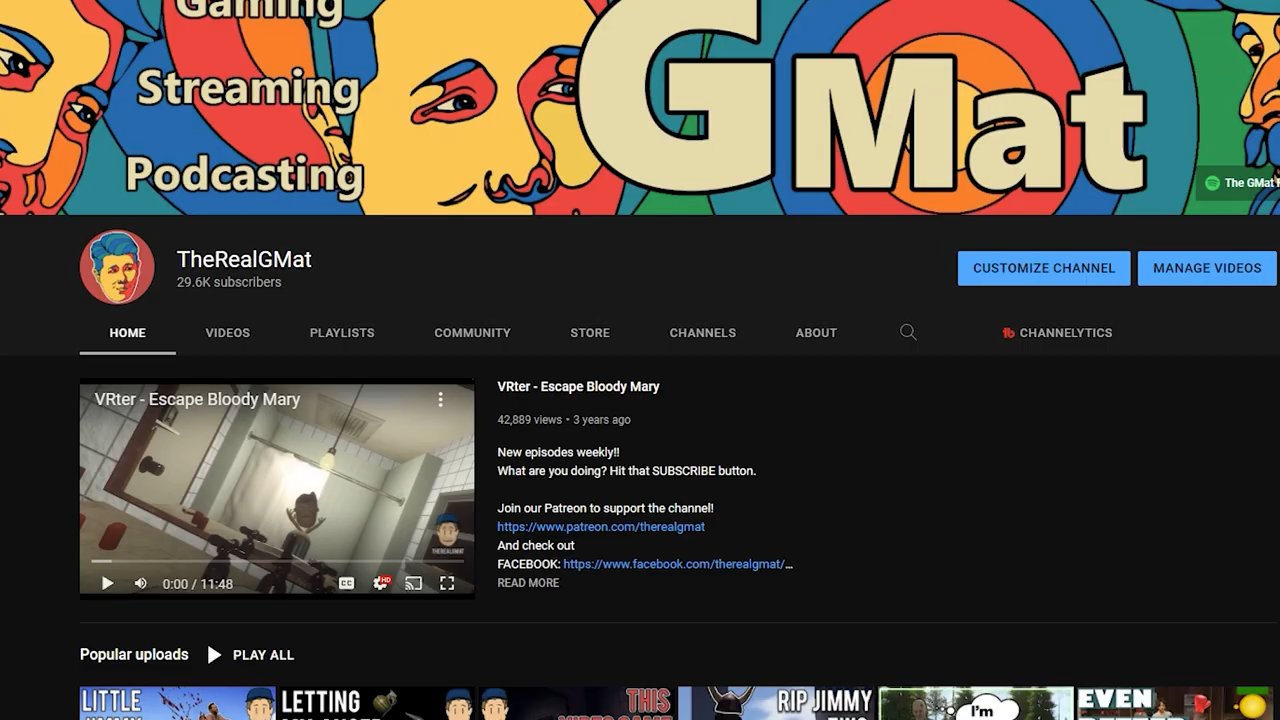 Gaming
Streaming
Podcasting
GMat
The GMat
TheRealGMat
29.6K subscribers
CUSTOMIZE CHANNEL
MANAGE VIDEOS
HOME
VIDEOS
PLAYLISTS
COMMUNITY
STORE
CHANNELS
ABOUT
CHANNELYTICS
VRter - Escape Bloody Mary
THEREALGMAT
0:00 / 11:48
CC
HD
VRter - Escape Bloody Mary
42,889 views • 3 years ago
New episodes weekly!!
What are you doing? Hit that SUBSCRIBE button.
Join our Patreon to support the channel!
https://www.patreon.com/therealgmat
And check out
FACEBOOK: https://www.facebook.com/therealgmat/...
READ MORE
Popular uploads
PLAY ALL
LITTLE
LETTING
THIS
RIP JIMMY
I'm
EVEN